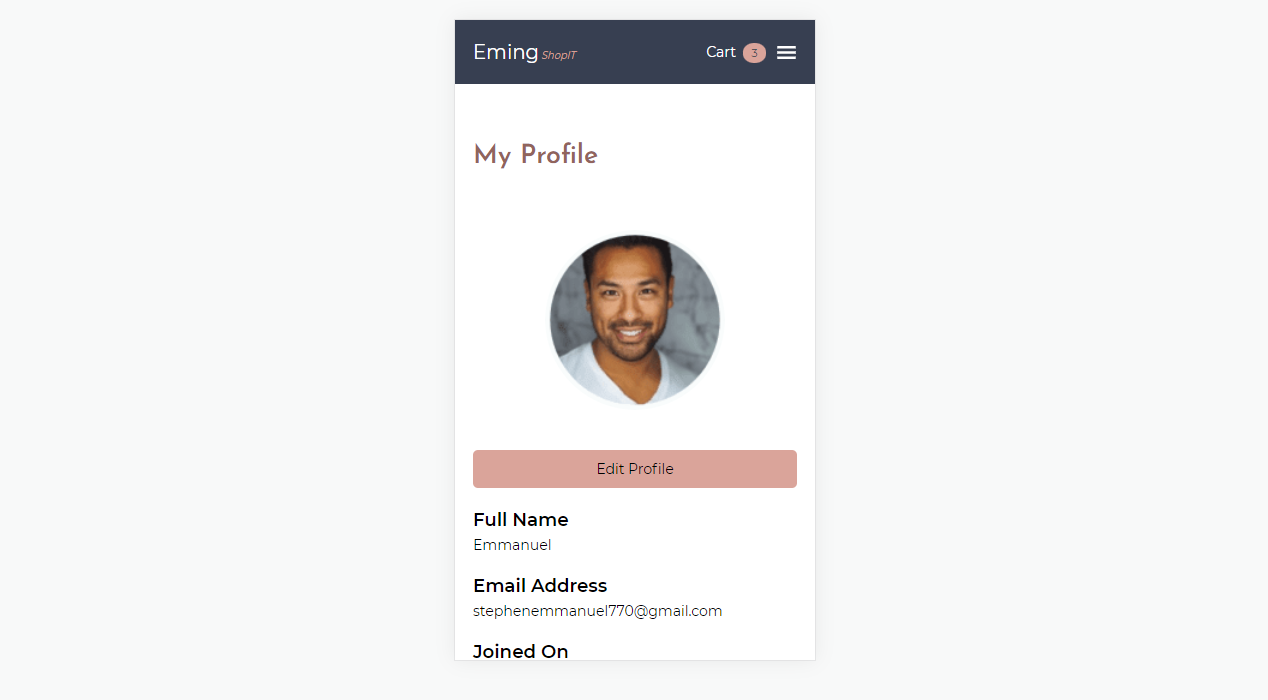 Eming ShopIT Cart 3
My Profile
Edit Profile
Full Name
Emmanuel
Email Address
stephenemmanuel770@gmail.com
Joined On